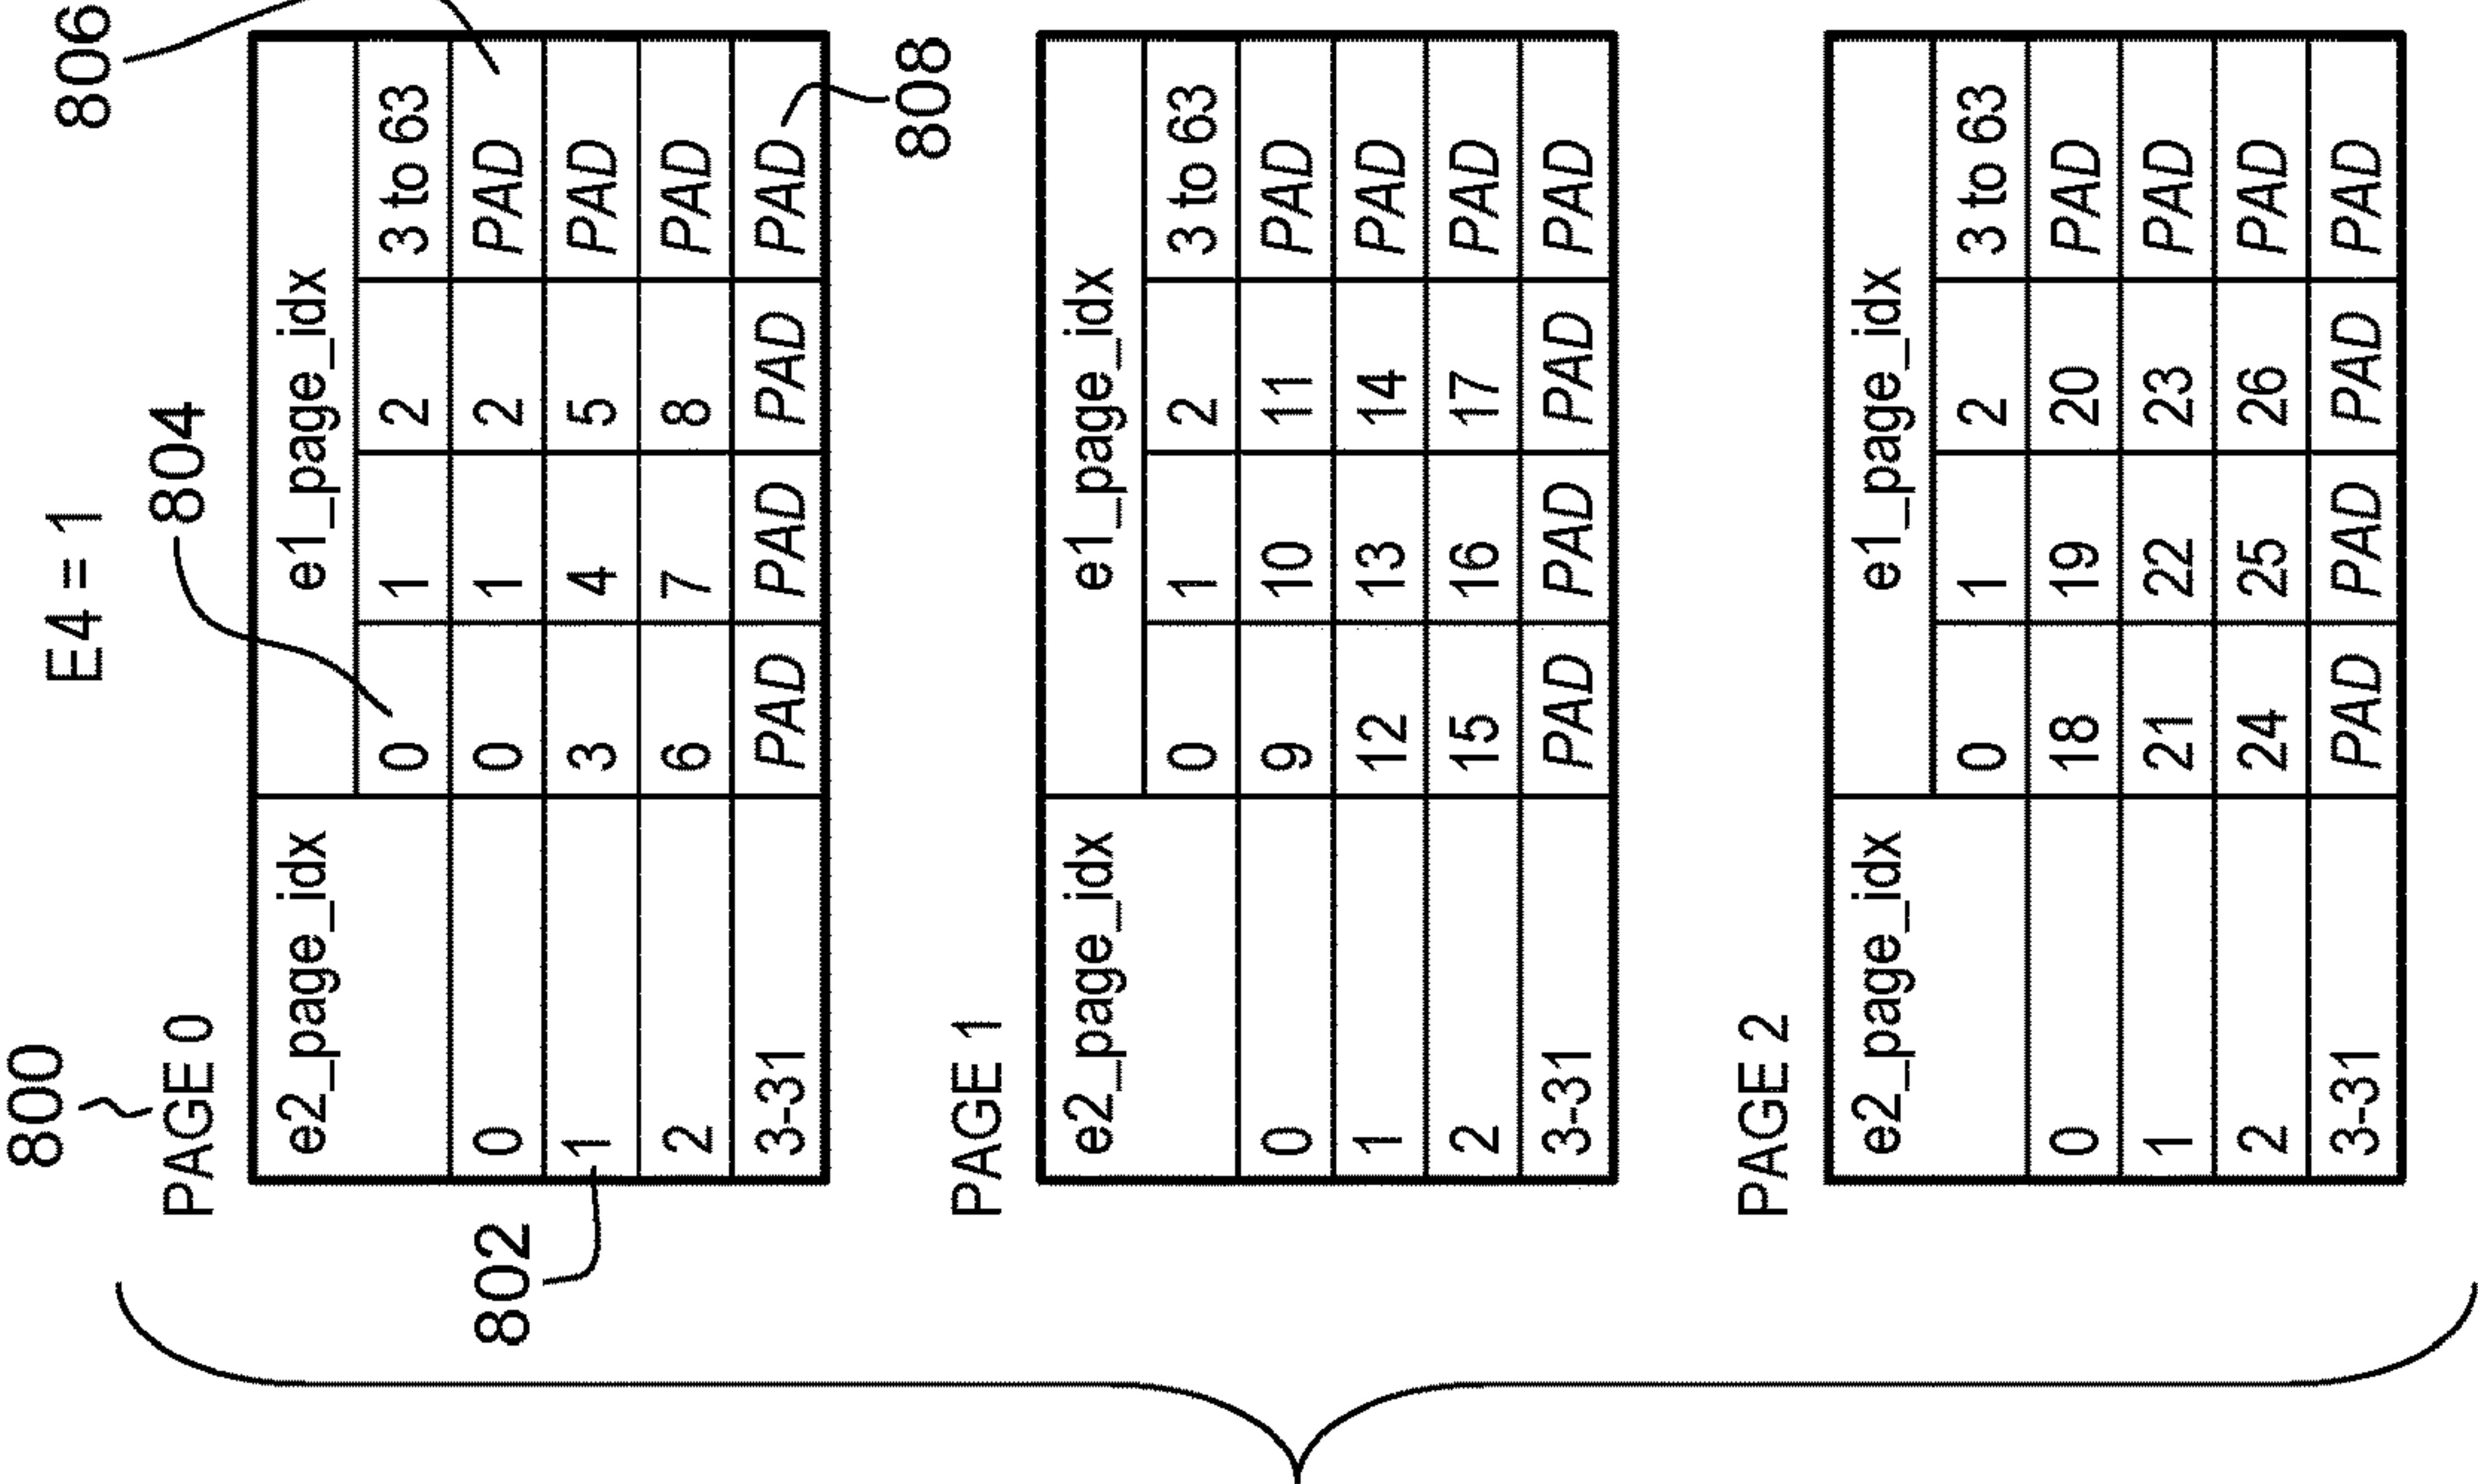 E4 = 1
806
800
804
PAGE 0
e2_page_idx e1_page_idx
0 1 2 3 to 63
0 0 1 2 PAD
1 3 4 5 PAD
2 6 7 8 PAD
3-31 PAD PAD PAD PAD
802
808
PAGE 1
e2_page_idx e1_page_idx
0 1 2 3 to 63
0 9 10 11 PAD
1 12 13 14 PAD
2 15 16 17 PAD
3-31 PAD PAD PAD PAD
PAGE 2
e2_page_idx e1_page_idx
0 1 2 3 to 63
0 18 19 20 PAD
1 21 22 23 PAD
2 24 25 26 PAD
3-31 PAD PAD PAD PAD